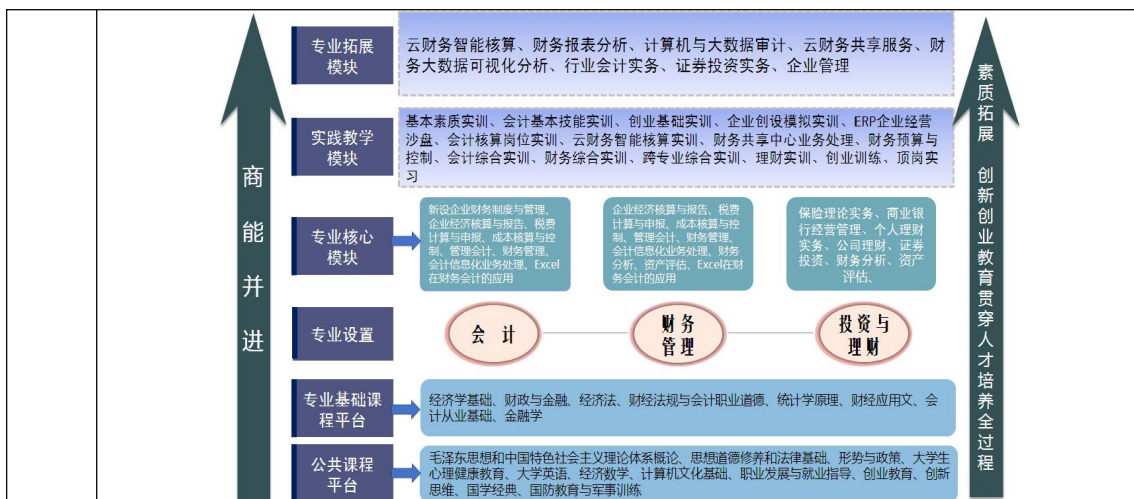 商能并进
专业拓展
模块
云财务智能核算、财务报表分析、计算机与大数据审计、云财务共享服务、财
务大数据可视化分析、行业会计实务、证券投资实务、企业管理
实践教学
模块
基本素质实训、会计基本技能实训、创业基础实训、企业创设模拟实训、ERP企业经营
沙盘、会计核算岗位实训、云财务智能核算实训、财务共享中心业务处理、财务预算与
控制、会计综合实训、财务综合实训、跨专业综合实训、理财实训、创业训练、顶岗实
习
专业核心
模块
新设企业财务制度与管理、
企业经济核算与报告、税费
计算与申报、成本核算与控
制、管理会计、财务管理、
会计信息化业务处理、Excel
在财务会计的应用
企业经济核算与报告、税费
计算与申报、成本核算与控
制、管理会计、财务管理、
会计信息化业务处理、财务
分析、资产评估、Excel在财
务会计的应用
保险理论实务、商业银
行经营管理、个人理财
实务、公司理财、证券
投资、财务分析、资产
评估、
专业设置
会 计
财务
管理
投资与
理财
专业基础课
程平台
经济学基础、财政与金融、经济法、财经法规与会计职业道德、统计学原理、财经应用文、会
计从业基础、金融学
公共课程
平台
毛泽东思想和中国特色社会主义理论体系概论、思想道德修养和法律基础、形势与政策、大学生
心理健康教育、大学英语、经济数学、计算机文化基础、职业发展与就业指导、创业教育、创新
思维、国学经典、国防教育与军事训练
素质拓展 创新创业教育贯穿人才培养全过程